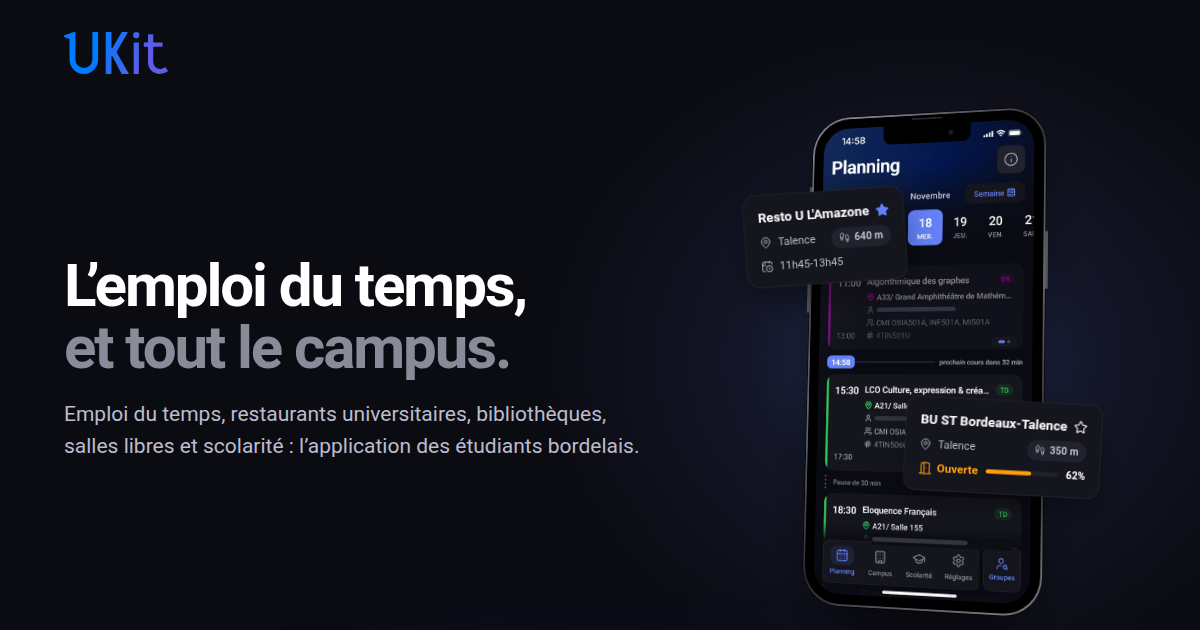 UKit
L’emploi du temps,
et tout le campus.
Emploi du temps, restaurants universitaires, bibliothèques,
salles libres et scolarité : l’application des étudiants bordelais.
14:58
Planning
Novembre
Semaine
18
MER.
19
JEU.
20
VEN.
Resto U L'Amazone
Talence
640 m
11h45-13h45
11:00
Algorithmique des graphes
DS
A33/ Grand Amphithéâtre de Mathém...
CMI OSIA501A, INF501A, MI501A
13:00
4TIN501U
14:58
prochain cours dans 32 min
15:30
LCO Culture, expression & créa...
TD
A21/ Salle
CMI OSIA
4TIN506U
17:30
BU ST Bordeaux-Talence
Talence
350 m
Ouverte
62%
Pause de 30 min
18:30
Eloquence Français
TD
A21/ Salle 155
Planning
Campus
Scolarité
Réglages
Groupes